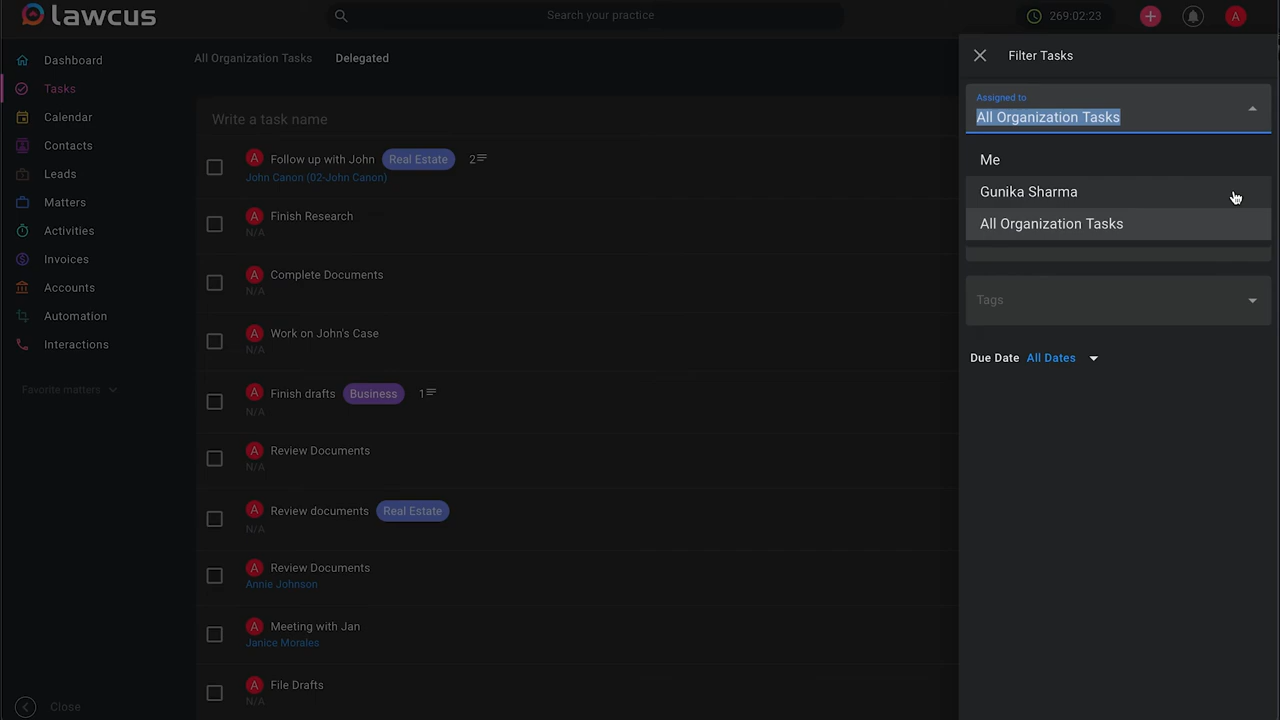 lawcus
Search your practice
269:02:23
A
Dashboard
Tasks
Calendar
Contacts
Leads
Matters
Activities
Invoices
Accounts
Automation
Interactions
Favorite matters
Close
All Organization Tasks Delegated
Write a task name
A Follow up with John Real Estate 2
John Canon (02-John Canon)
A Finish Research
N/A
A Complete Documents
N/A
A Work on John's Case
N/A
A Finish drafts Business 1
N/A
A Review Documents
N/A
A Review documents Real Estate
N/A
A Review Documents
Annie Johnson
A Meeting with Jan
Janice Morales
A File Drafts
N/A
Filter Tasks
Assigned to
All Organization Tasks
Me
Gunika Sharma
All Organization Tasks
Tags
Due Date All Dates